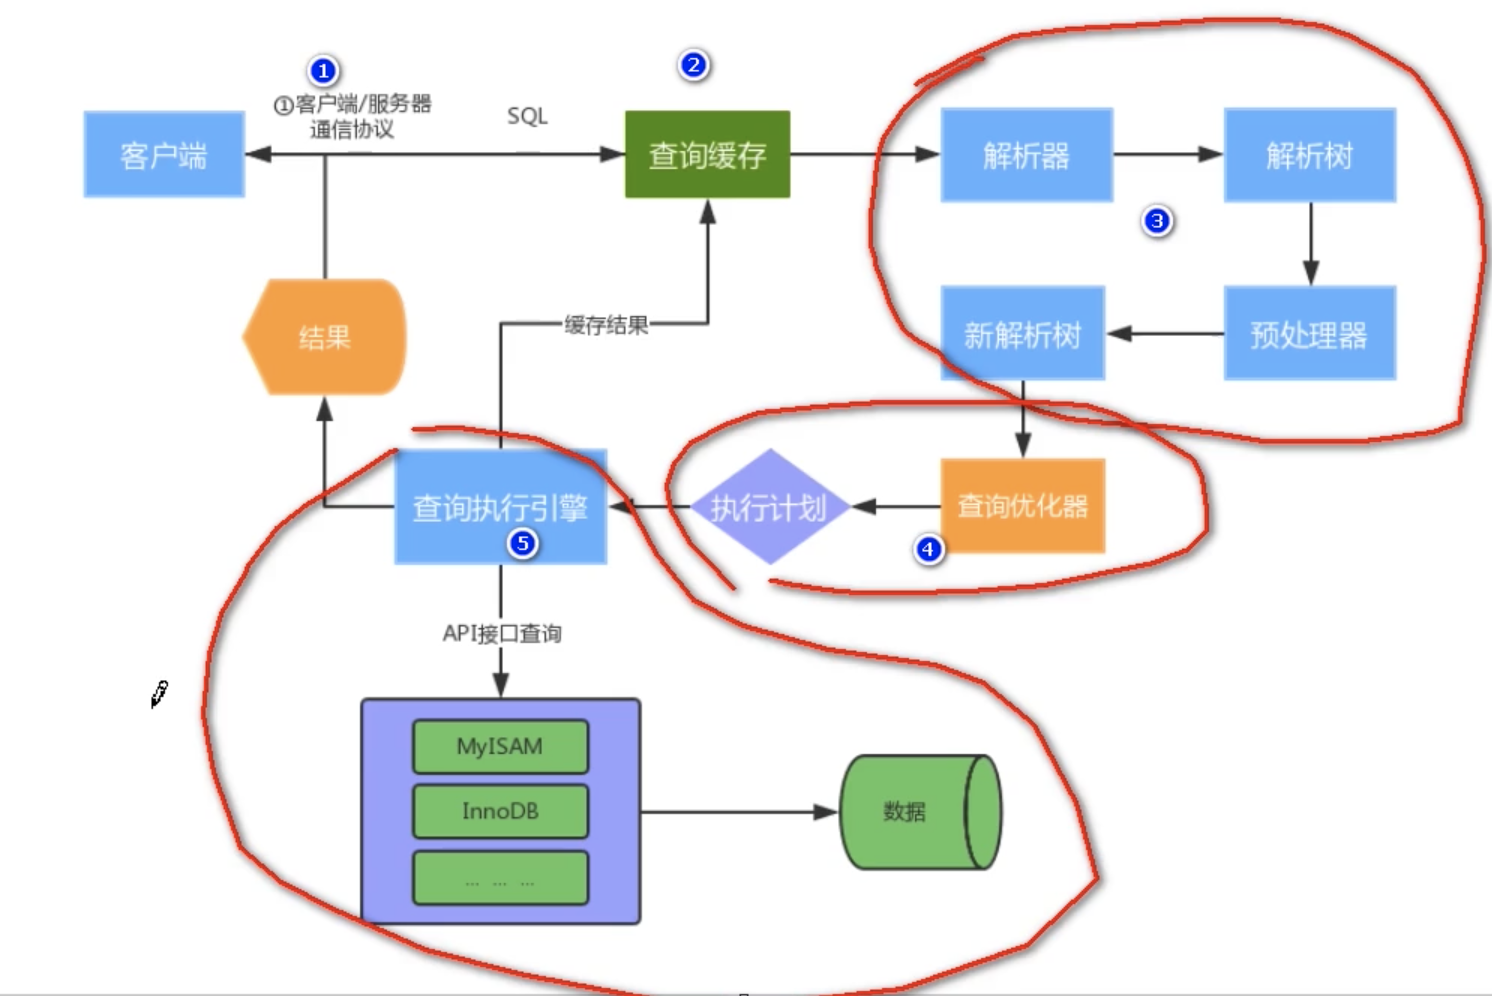 1
2
①客户端/服务器
通信协议
SQL
客户端
查询缓存
解析器
解析树
3
结果
缓存结果
新解析树
预处理器
查询执行引擎
5
执行计划
查询优化器
4
API接口查询
MyISAM
InnoDB
... ... ...
数据